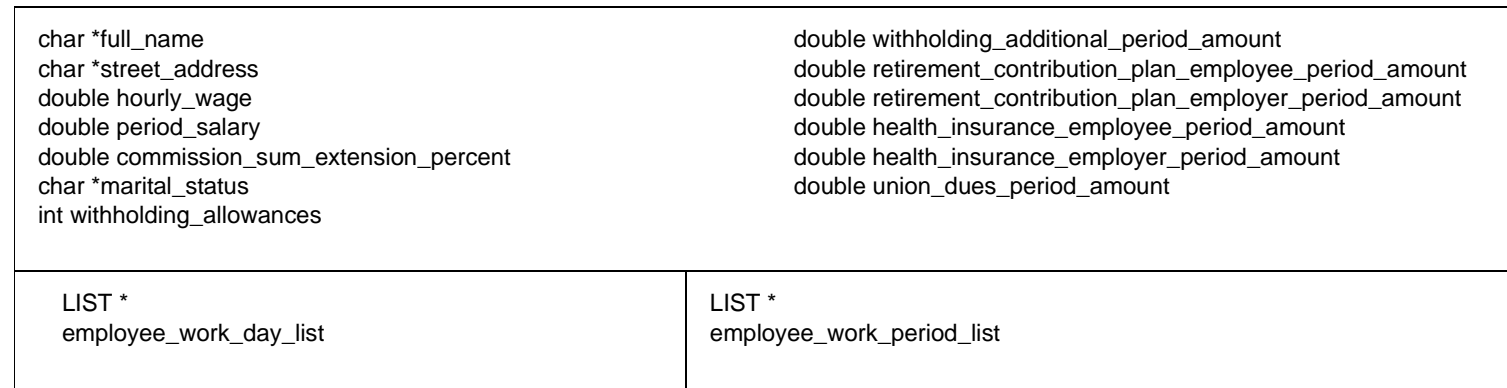 char *full_name
char *street_address
double hourly_wage
double period_salary
double commission_sum_extension_percent
char *marital_status
int withholding_allowances
double withholding_additional_period_amount
double retirement_contribution_plan_employee_period_amount
double retirement_contribution_plan_employer_period_amount
double health_insurance_employee_period_amount
double health_insurance_employer_period_amount
double union_dues_period_amount
LIST *
employee_work_day_list
LIST *
employee_work_period_list